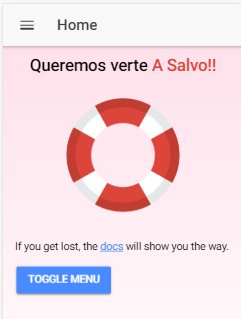 Home
Queremos verte A Salvo!!
If you get lost, the docs will show you the way.
TOGGLE MENU